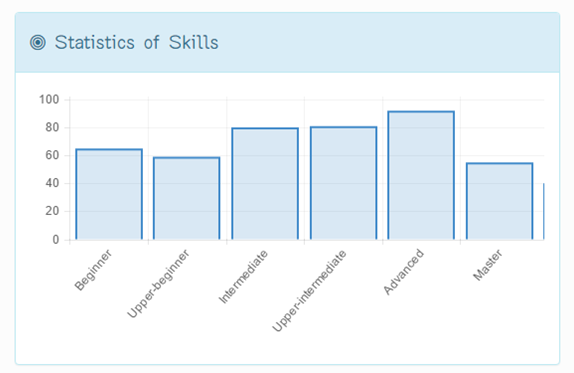 Statistics of Skills
100
80
60
40
20
0
Beginner
Upper-beginner
Intermediate
Upper-intermediate
Advanced
Master